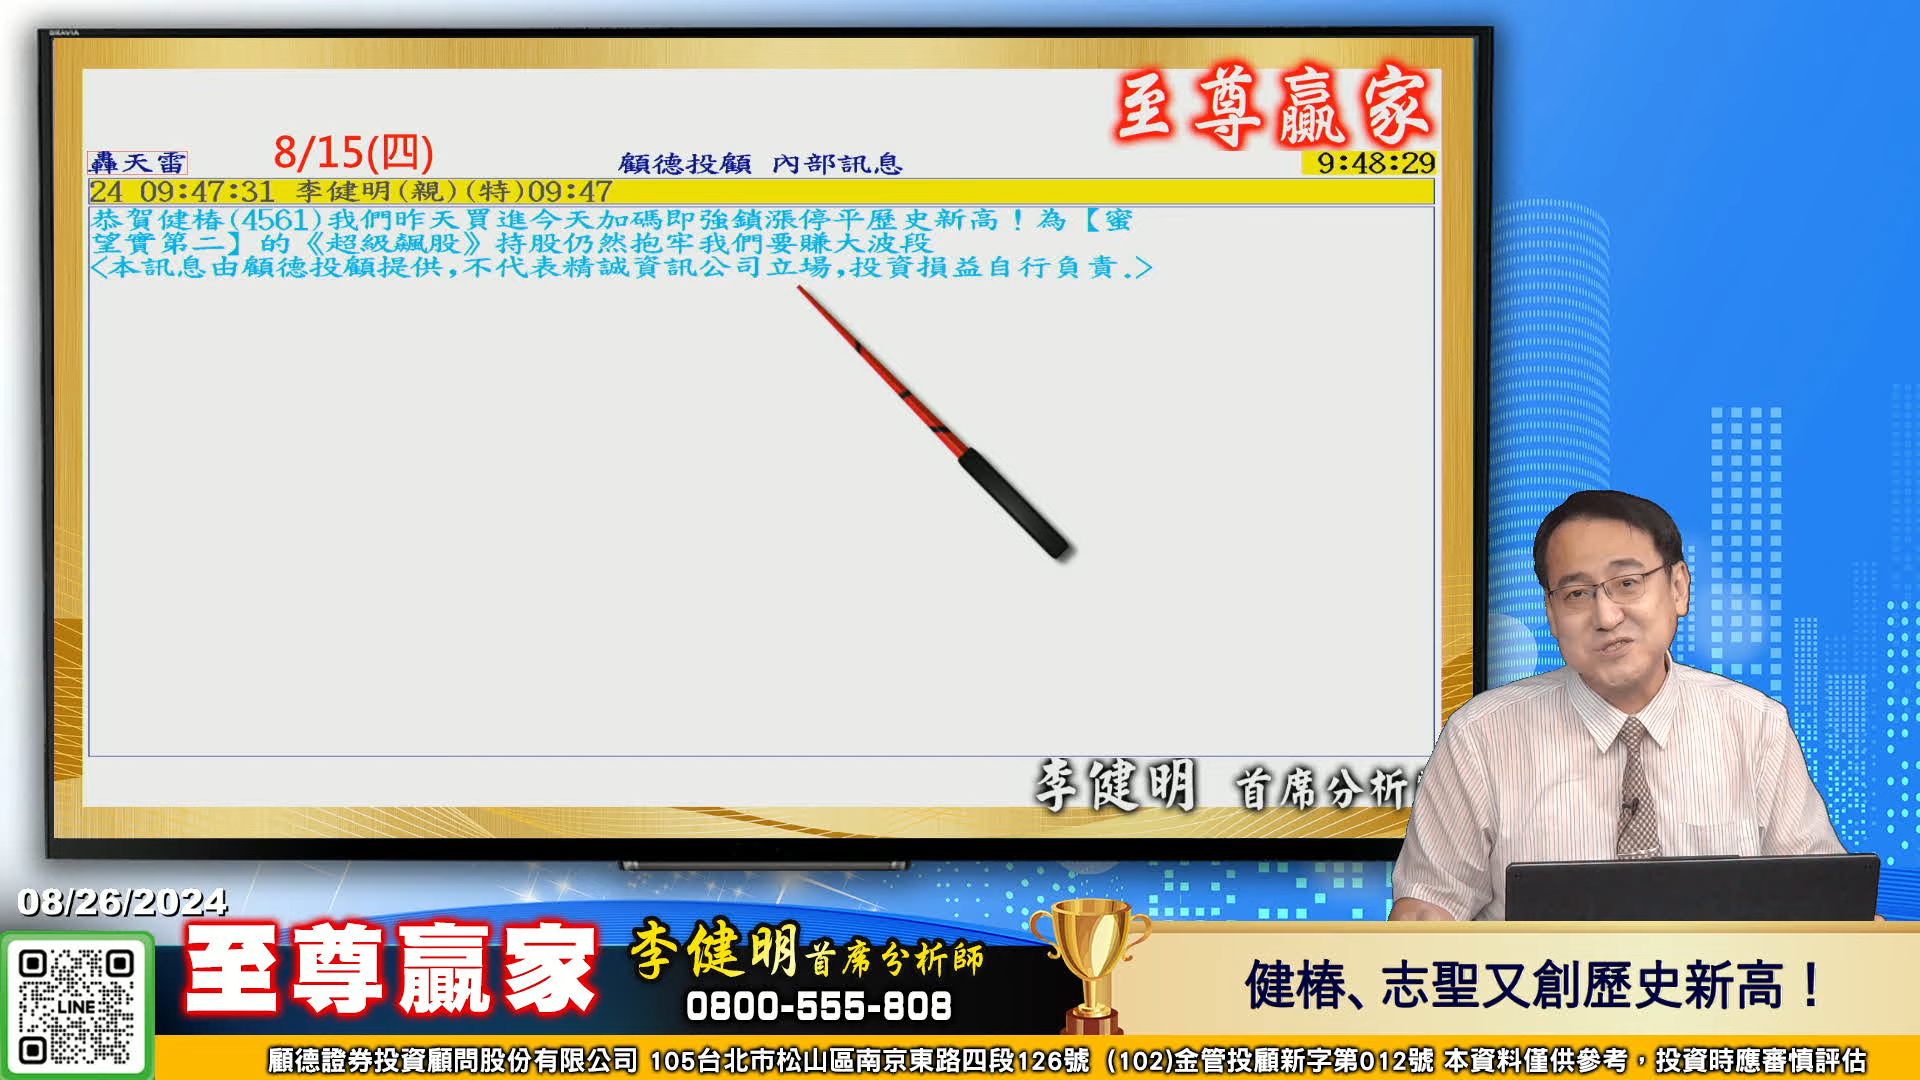 BRAVIA
至尊贏家
轟天雷 8/15(四) 顧德投顧 內部訊息 9:48:29
24 09:47:31 李健明(親)(特)09:47
恭賀健椿(4561)我們昨天買進今天加碼即強鎖漲停平歷史新高！為【蜜
望實第二】的《超級飆股》持股仍然抱牢我們要賺大波段
<本訊息由顧德投顧提供,不代表精誠資訊公司立場,投資損益自行負責.>
李健明 首席分析
08/26/2024
至尊贏家
李健明首席分析師
0800-555-808
LINE
健椿、志聖又創歷史新高！
顧德證券投資顧問股份有限公司 105台北市松山區南京東路四段126號 (102)金管投顧新字第012號 本資料僅供參考，投資時應審慎評估